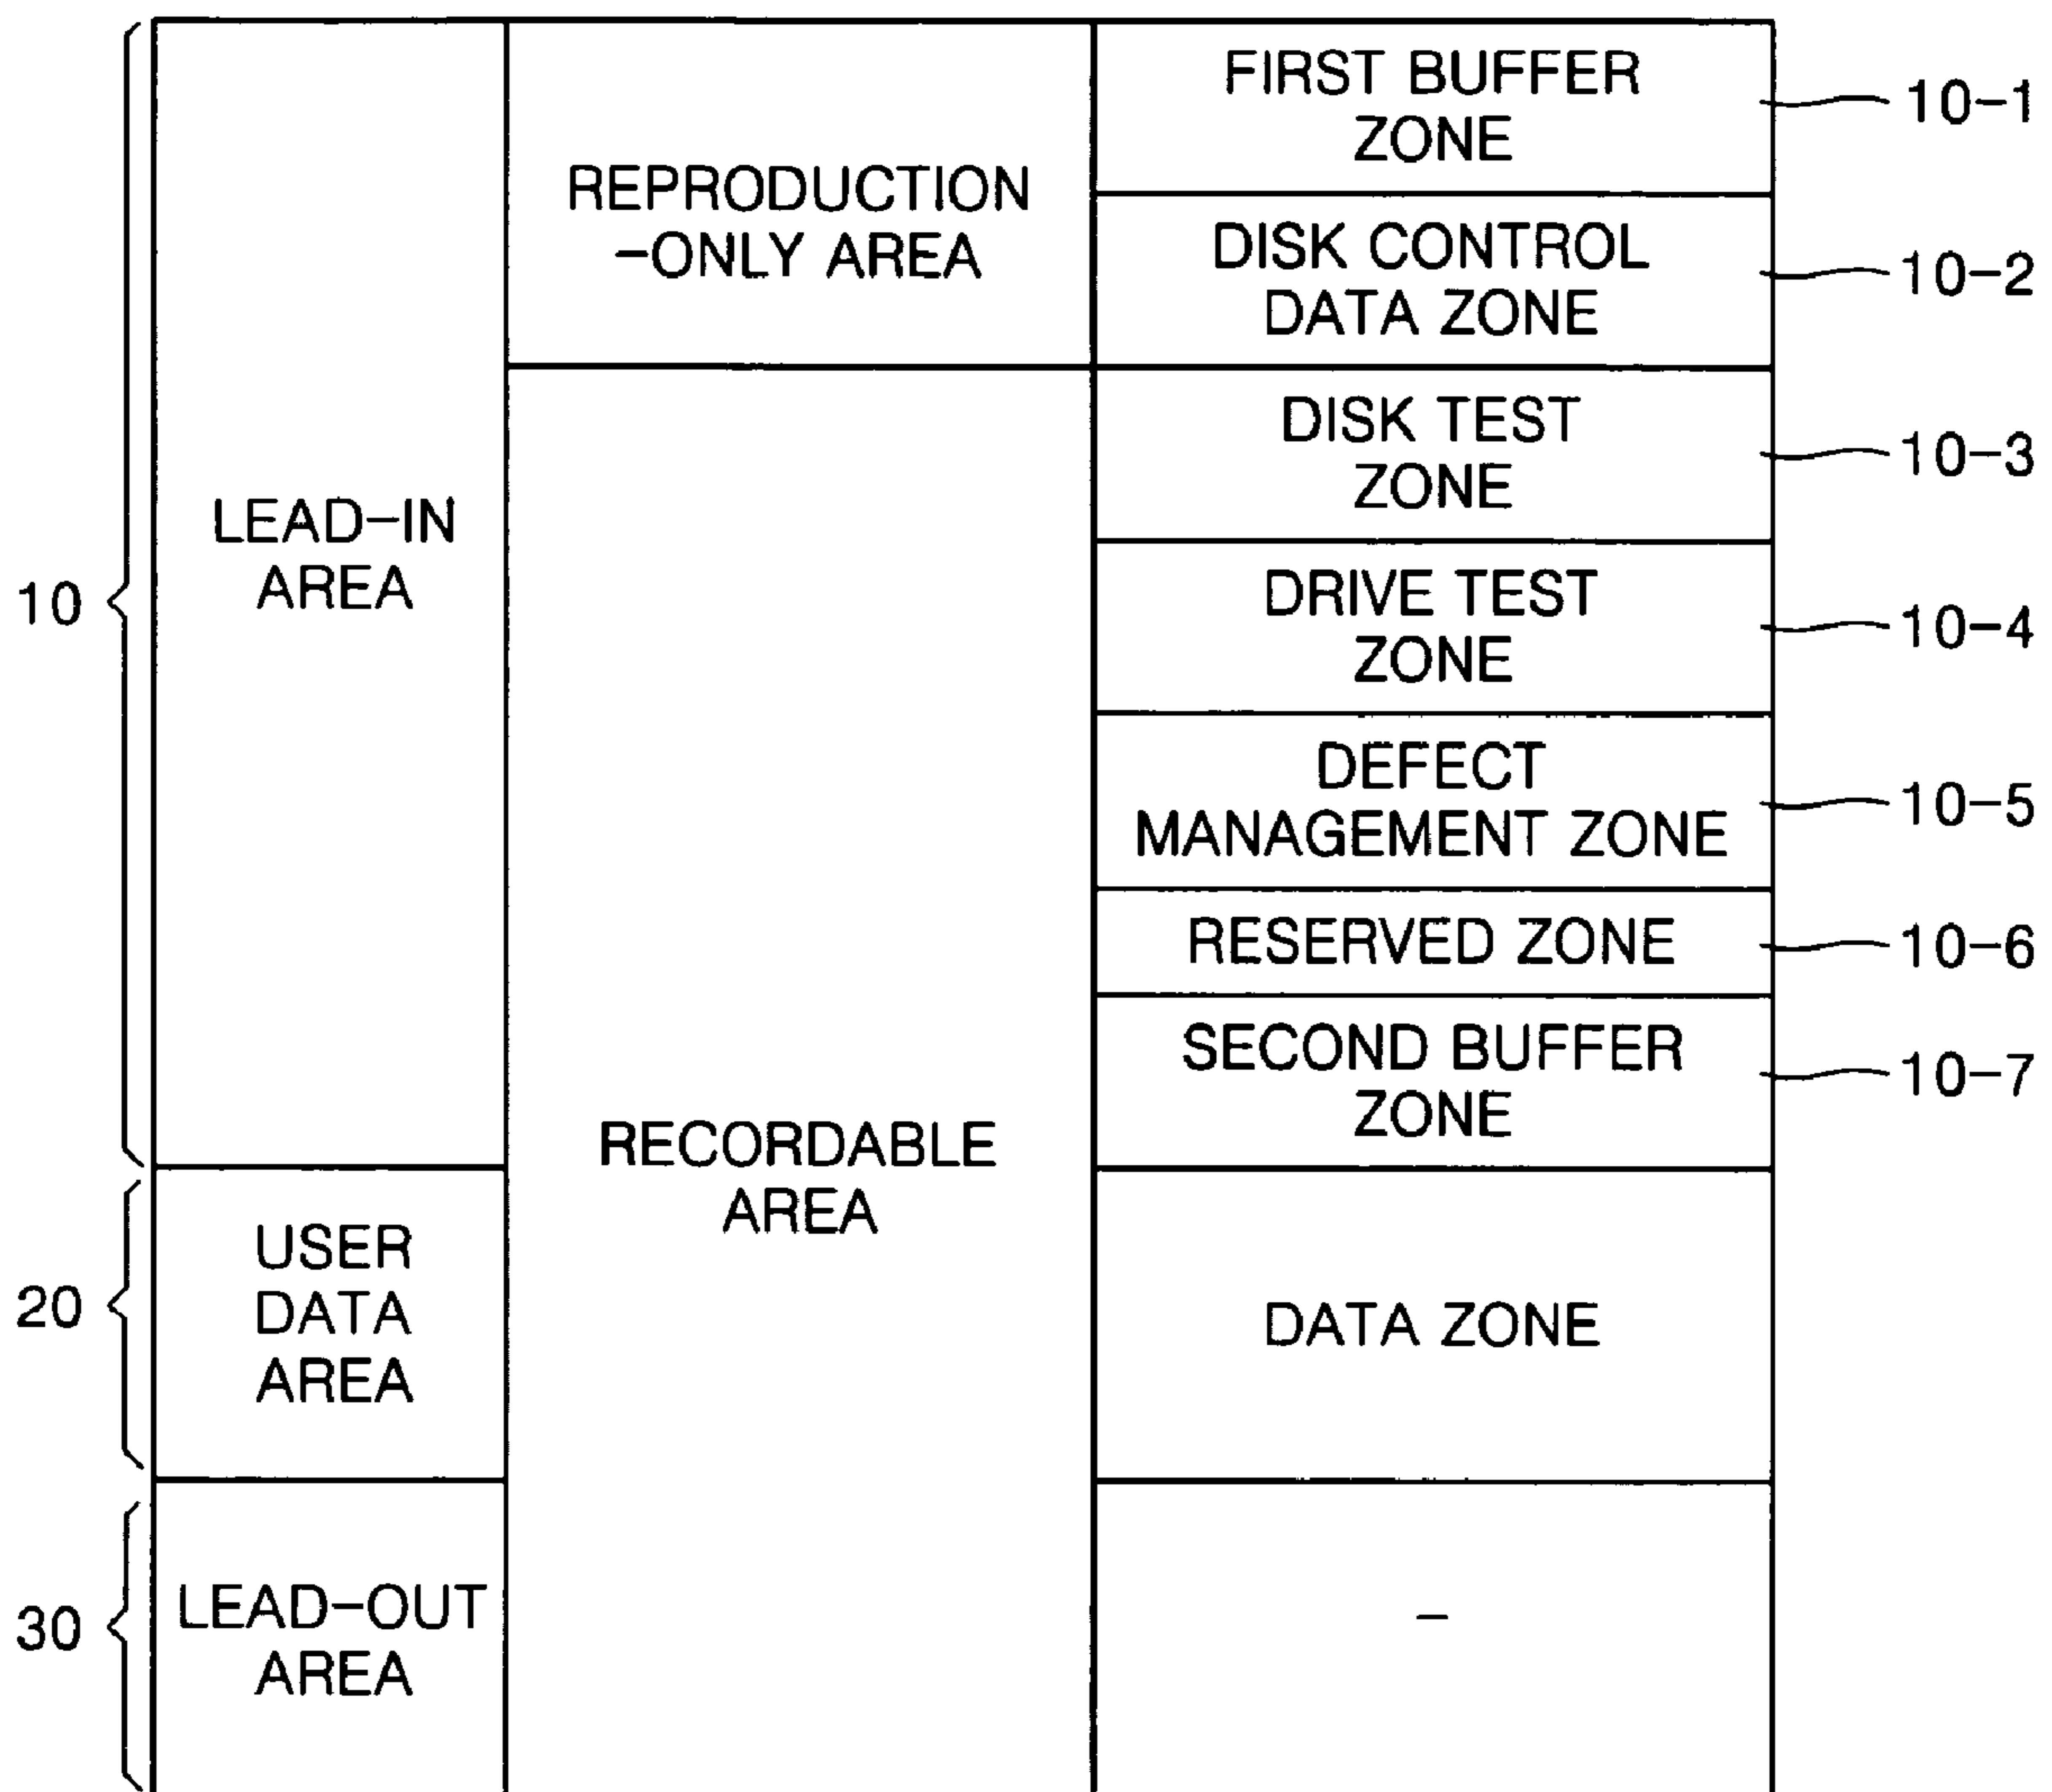 FIRST BUFFER
ZONE
10-1
REPRODUCTION
-ONLY AREA
DISK CONTROL
DATA ZONE
10-2
DISK TEST
ZONE
10-3
LEAD-IN
AREA
10
DRIVE TEST
ZONE
10-4
DEFECT
MANAGEMENT ZONE
10-5
RESERVED ZONE
10-6
SECOND BUFFER
ZONE
10-7
RECORDABLE
AREA
20
USER
DATA
AREA
DATA ZONE
30
LEAD-OUT
AREA
-